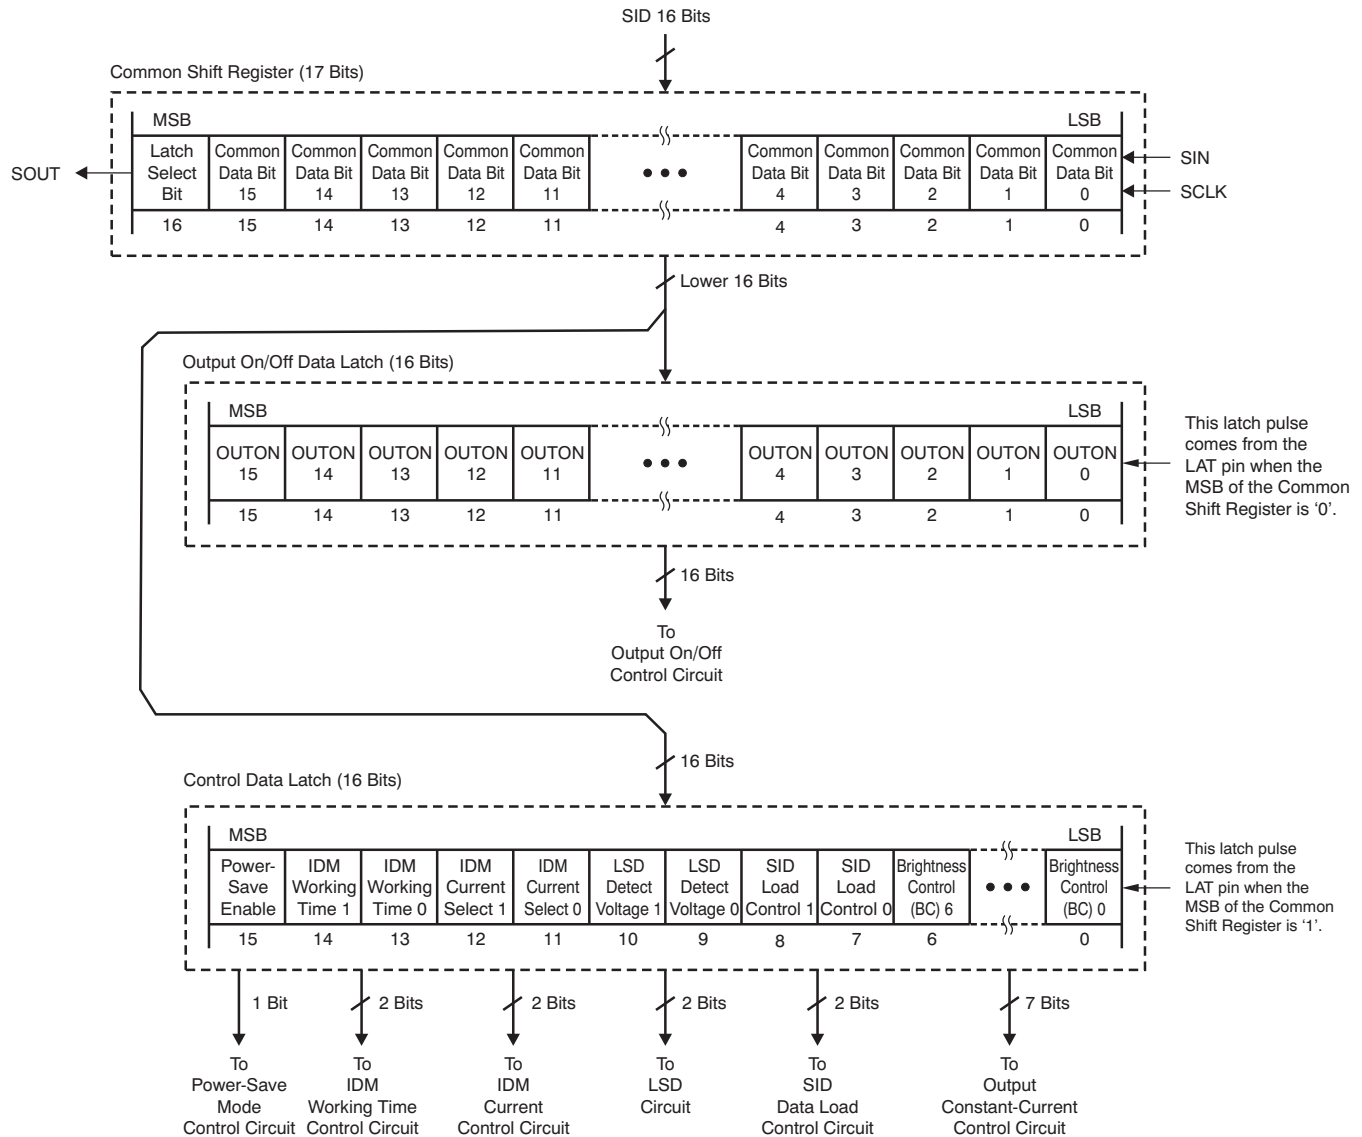 SID 16 Bits
Common Shift Register (17 Bits)
MSB
LSB
Latch Select Bit
Common Data Bit 15
Common Data Bit 14
Common Data Bit 13
Common Data Bit 12
Common Data Bit 11
Common Data Bit 4
Common Data Bit 3
Common Data Bit 2
Common Data Bit 1
Common Data Bit 0
SOUT
SIN
SCLK
16 15 14 13 12 11 4 3 2 1 0
Lower 16 Bits
Output On/Off Data Latch (16 Bits)
MSB
LSB
OUTON 15
OUTON 14
OUTON 13
OUTON 12
OUTON 11
OUTON 4
OUTON 3
OUTON 2
OUTON 1
OUTON 0
15 14 13 12 11 4 3 2 1 0
This latch pulse
comes from the
LAT pin when the
MSB of the Common
Shift Register is ‘0’.
16 Bits
To
Output On/Off
Control Circuit
16 Bits
Control Data Latch (16 Bits)
MSB
LSB
Power-Save Enable
IDM Working Time 1
IDM Working Time 0
IDM Current Select 1
IDM Current Select 0
LSD Detect Voltage 1
LSD Detect Voltage 0
SID Load Control 1
SID Load Control 0
Brightness Control (BC) 6
Brightness Control (BC) 0
15 14 13 12 11 10 9 8 7 6 0
This latch pulse
comes from the
LAT pin when the
MSB of the Common
Shift Register is ‘1’.
1 Bit
2 Bits
2 Bits
2 Bits
2 Bits
7 Bits
To
Power-Save
Mode
Control Circuit
To
IDM
Working Time
Control Circuit
To
IDM
Current
Control Circuit
To
LSD
Circuit
To
SID
Data Load
Control Circuit
To
Output
Constant-Current
Control Circuit